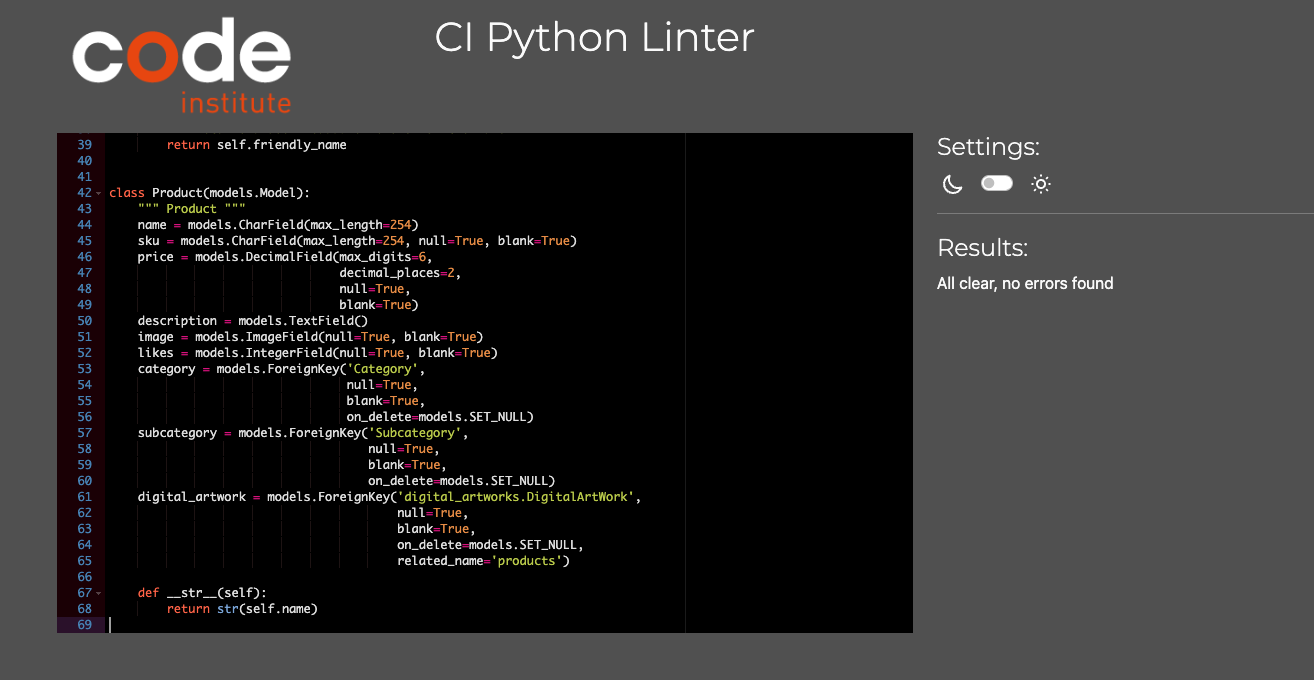 code
institute
CI Python Linter
39 return self.friendly_name
40
41
42 class Product(models.Model):
43 """ Product """
44 name = models.CharField(max_length=254)
45 sku = models.CharField(max_length=254, null=True, blank=True)
46 price = models.DecimalField(max_digits=6,
47 decimal_places=2,
48 null=True,
49 blank=True)
50 description = models.TextField()
51 image = models.ImageField(null=True, blank=True)
52 likes = models.IntegerField(null=True, blank=True)
53 category = models.ForeignKey('Category',
54 null=True,
55 blank=True,
56 on_delete=models.SET_NULL)
57 subcategory = models.ForeignKey('Subcategory',
58 null=True,
59 blank=True,
60 on_delete=models.SET_NULL)
61 digital_artwork = models.ForeignKey('digital_artworks.DigitalArtWork',
62 null=True,
63 blank=True,
64 on_delete=models.SET_NULL,
65 related_name='products')
66
67 def __str__(self):
68 return str(self.name)
69
Settings:
Results:
All clear, no errors found